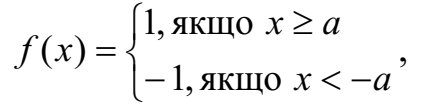 f(x) = {1, якщо x ≥ a
−1, якщо x < −a,